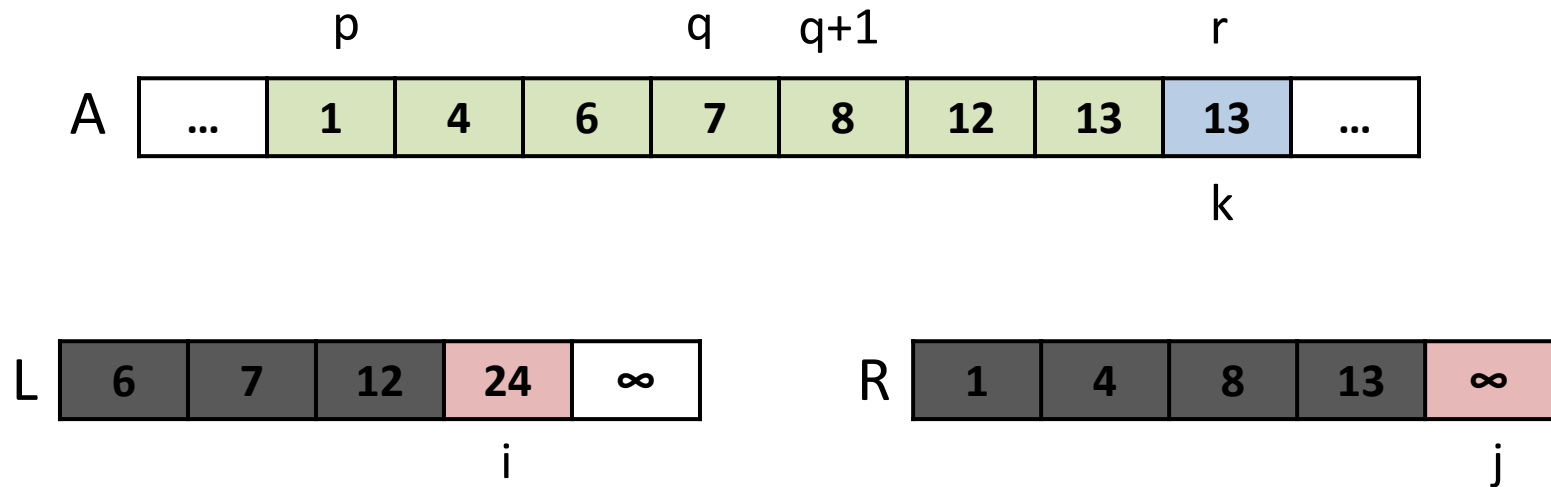 p q q+1 r
A ... 1 4 6 7 8 12 13 13 ...
k
L 6 7 12 24 ∞ R 1 4 8 13 ∞
i j